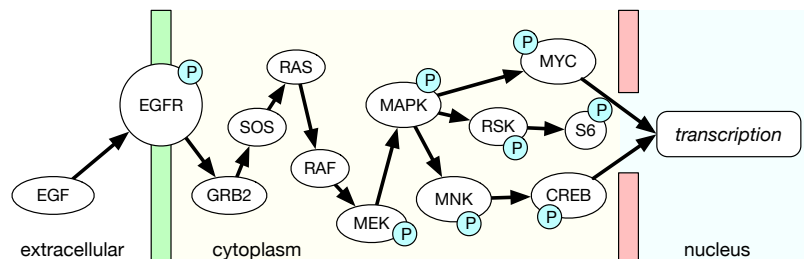 EGF
EGFR
P
GRB2
SOS
RAS
RAF
MEK
P
MAPK
P
MYC
P
RSK
P
S6
P
MNK
P
CREB
P
transcription
extracellular
cytoplasm
nucleus